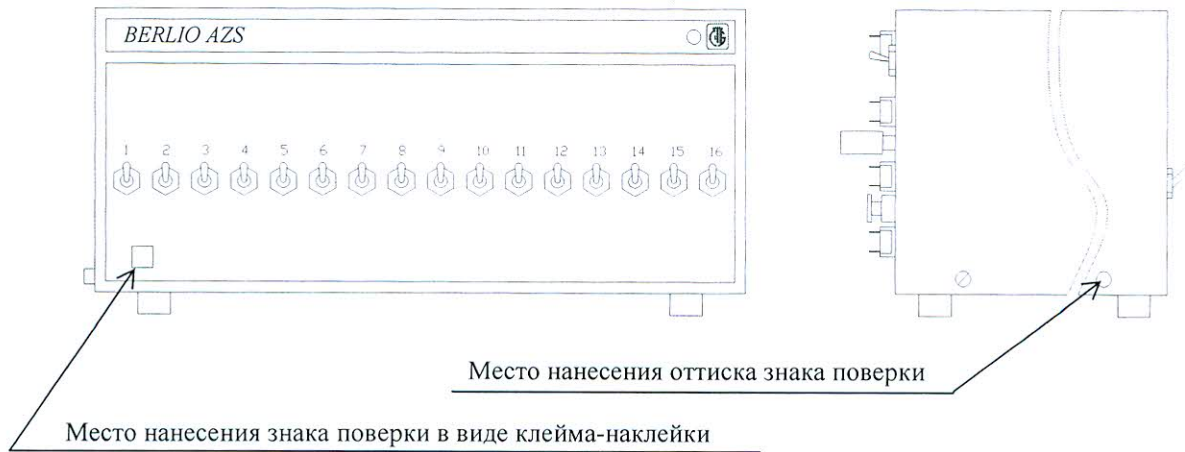 BERLIO AZS
1 2 3 4 5 6 7 8 9 10 11 12 13 14 15 16
Место нанесения оттиска знака поверки
Место нанесения знака поверки в виде клейма-наклейки